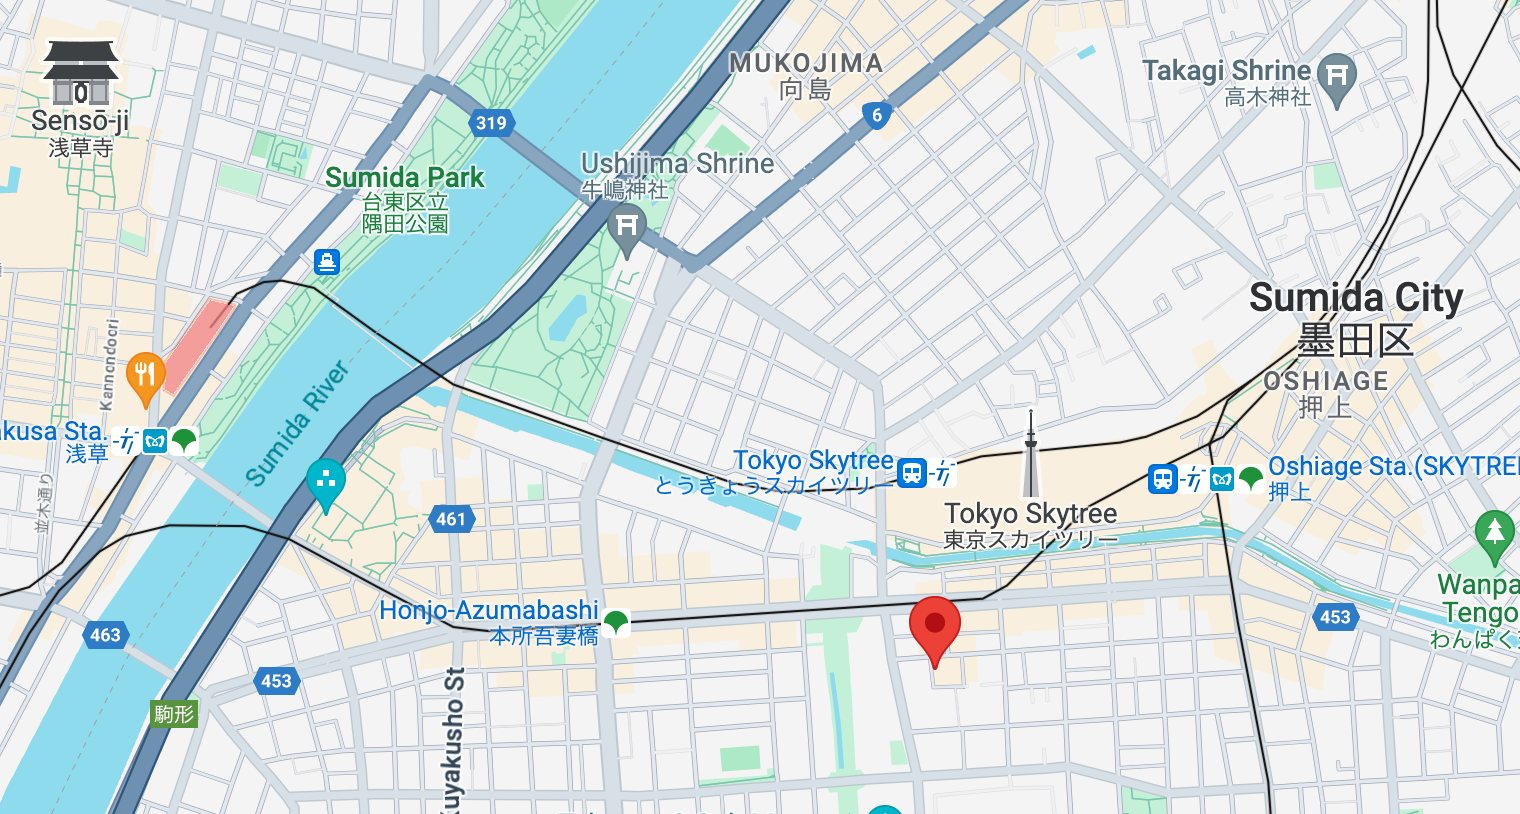 MUKOJIMA
向島
Takagi Shrine
高木神社
6
Sensō-ji
浅草寺
319
Ushijima Shrine
牛嶋神社
Sumida Park
台東区立
隅田公園
Sumida City
墨田区
OSHIAGE
押上
Kannondoori
Sumida River
akusa Sta.
浅草
並木通り
Tokyo Skytree
とうきょうスカイツリー
Oshiage Sta.(SKYTREE
押上
461
Tokyo Skytree
東京スカイツリー
Wanpa
Tengo
わんぱく
Honjo-Azumabashi
本所吾妻橋
453
463
453
駒形
Kuyakusho St